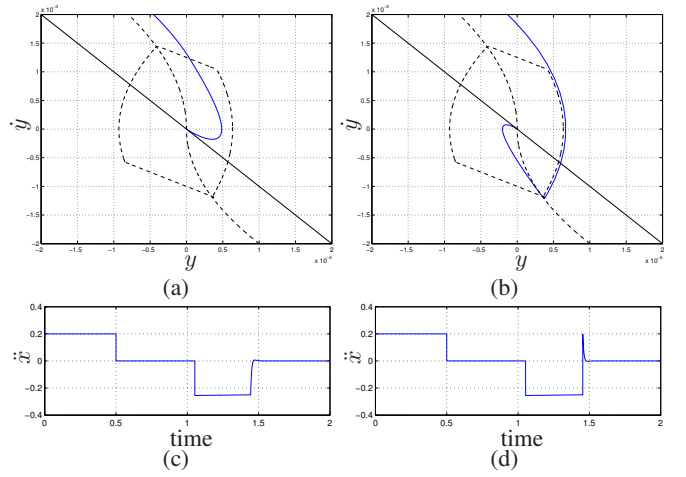 x 10⁻³ x 10⁻³
2 2
1.5 1.5
1 1
0.5 0.5
ẏ 0 ẏ 0
−0.5 −0.5
−1 −1
−1.5 −1.5
−2 −2
−2 −1.5 −1 −0.5 0 0.5 1 1.5 2 −2 −1.5 −1 −0.5 0 0.5 1 1.5 2
y x 10⁻⁶ y x 10⁻⁶
(a) (b)
0.4 0.4
0.2 0.2
ẍ 0 ẍ 0
−0.2 −0.2
−0.4 −0.4
0 0.5 1 1.5 2 0 0.5 1 1.5 2
time time
(c) (d)